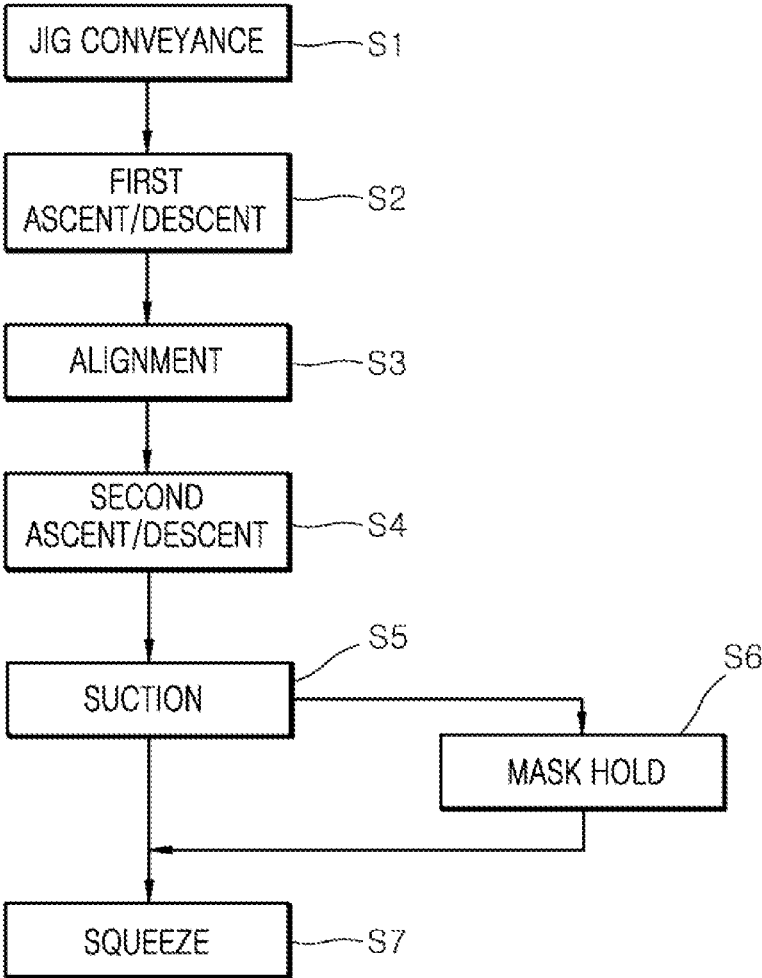 JIG CONVEYANCE
S1
FIRST
ASCENT/DESCENT
S2
ALIGNMENT
S3
SECOND
ASCENT/DESCENT
S4
SUCTION
S5
MASK HOLD
S6
SQUEEZE
S7